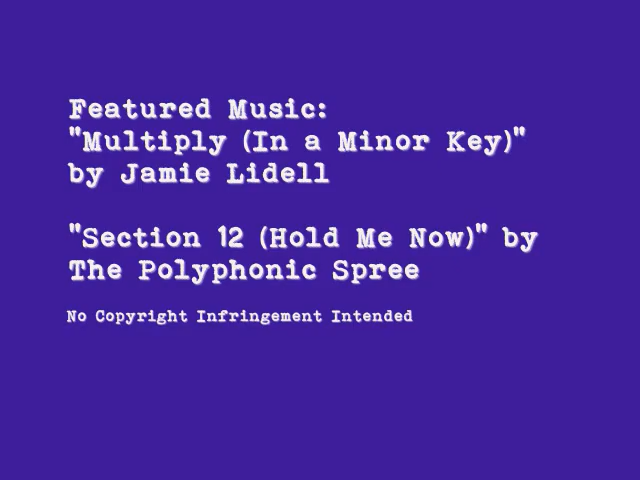 Featured Music:
"Multiply (In a Minor Key)"
by Jamie Lidell
"Section 12 (Hold Me Now)" by
The Polyphonic Spree
No Copyright Infringement Intended